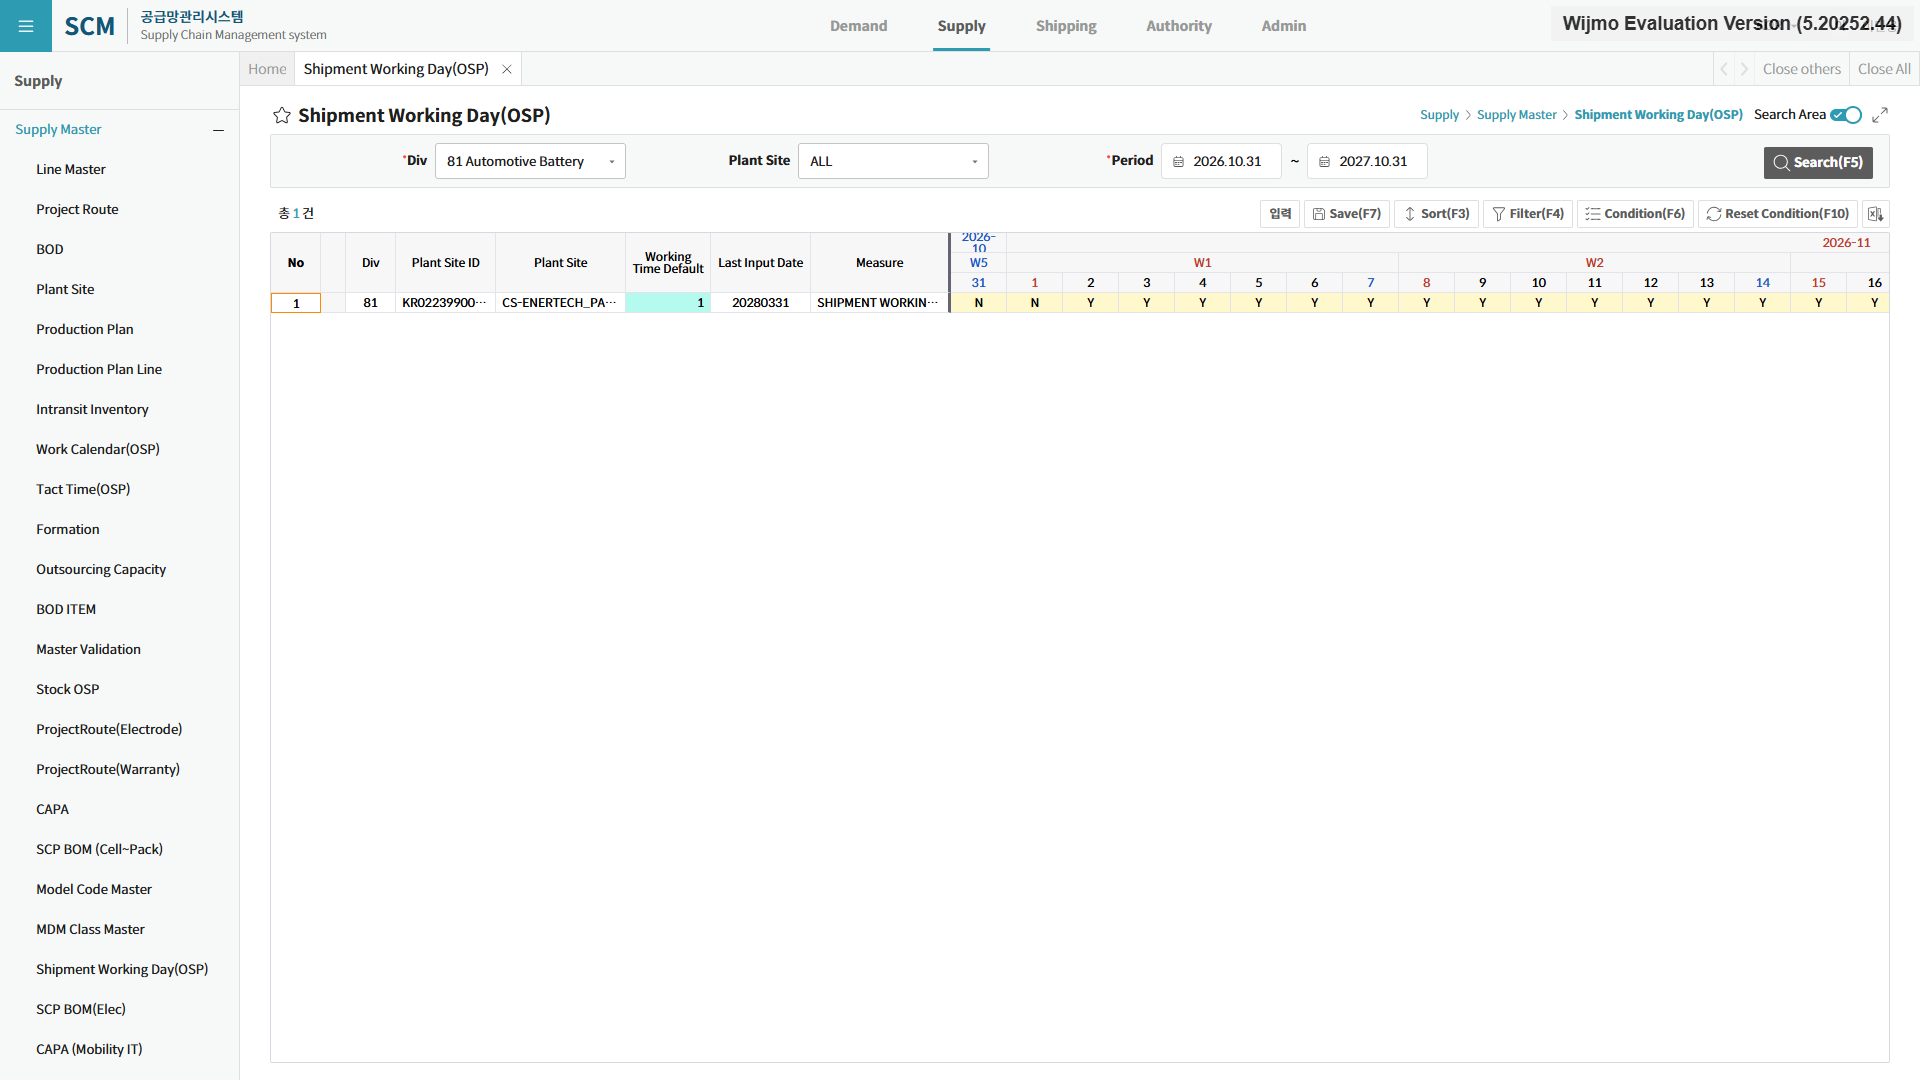 SCM
공급망관리시스템
Supply Chain Management system
Demand
Supply
Shipping
Authority
Admin
Wijmo Evaluation Version (5.20252.44)
Supply
Home
Shipment Working Day(OSP)
Close others
Close All
Supply Master
Line Master
Project Route
BOD
Plant Site
Production Plan
Production Plan Line
Intransit Inventory
Work Calendar(OSP)
Tact Time(OSP)
Formation
Outsourcing Capacity
BOD ITEM
Master Validation
Stock OSP
ProjectRoute(Electrode)
ProjectRoute(Warranty)
CAPA
SCP BOM (Cell~Pack)
Model Code Master
MDM Class Master
Shipment Working Day(OSP)
SCP BOM(Elec)
CAPA (Mobility IT)
Shipment Working Day(OSP)
Supply > Supply Master > Shipment Working Day(OSP)
Search Area
*Div 81 Automotive Battery
Plant Site ALL
*Period 2026.10.31 ~ 2027.10.31
Search(F5)
총 1 건
입력
Save(F7)
Sort(F3)
Filter(F4)
Condition(F6)
Reset Condition(F10)
No Div Plant Site ID Plant Site Working Time Default Last Input Date Measure
2026-10 2026-11
W5 W1 W2
31 1 2 3 4 5 6 7 8 9 10 11 12 13 14 15 16
1 81 KR02239900··· CS-ENERTECH_PA··· 1 20280331 SHIPMENT WORKIN··· N N Y Y Y Y Y Y Y Y Y Y Y Y Y Y Y